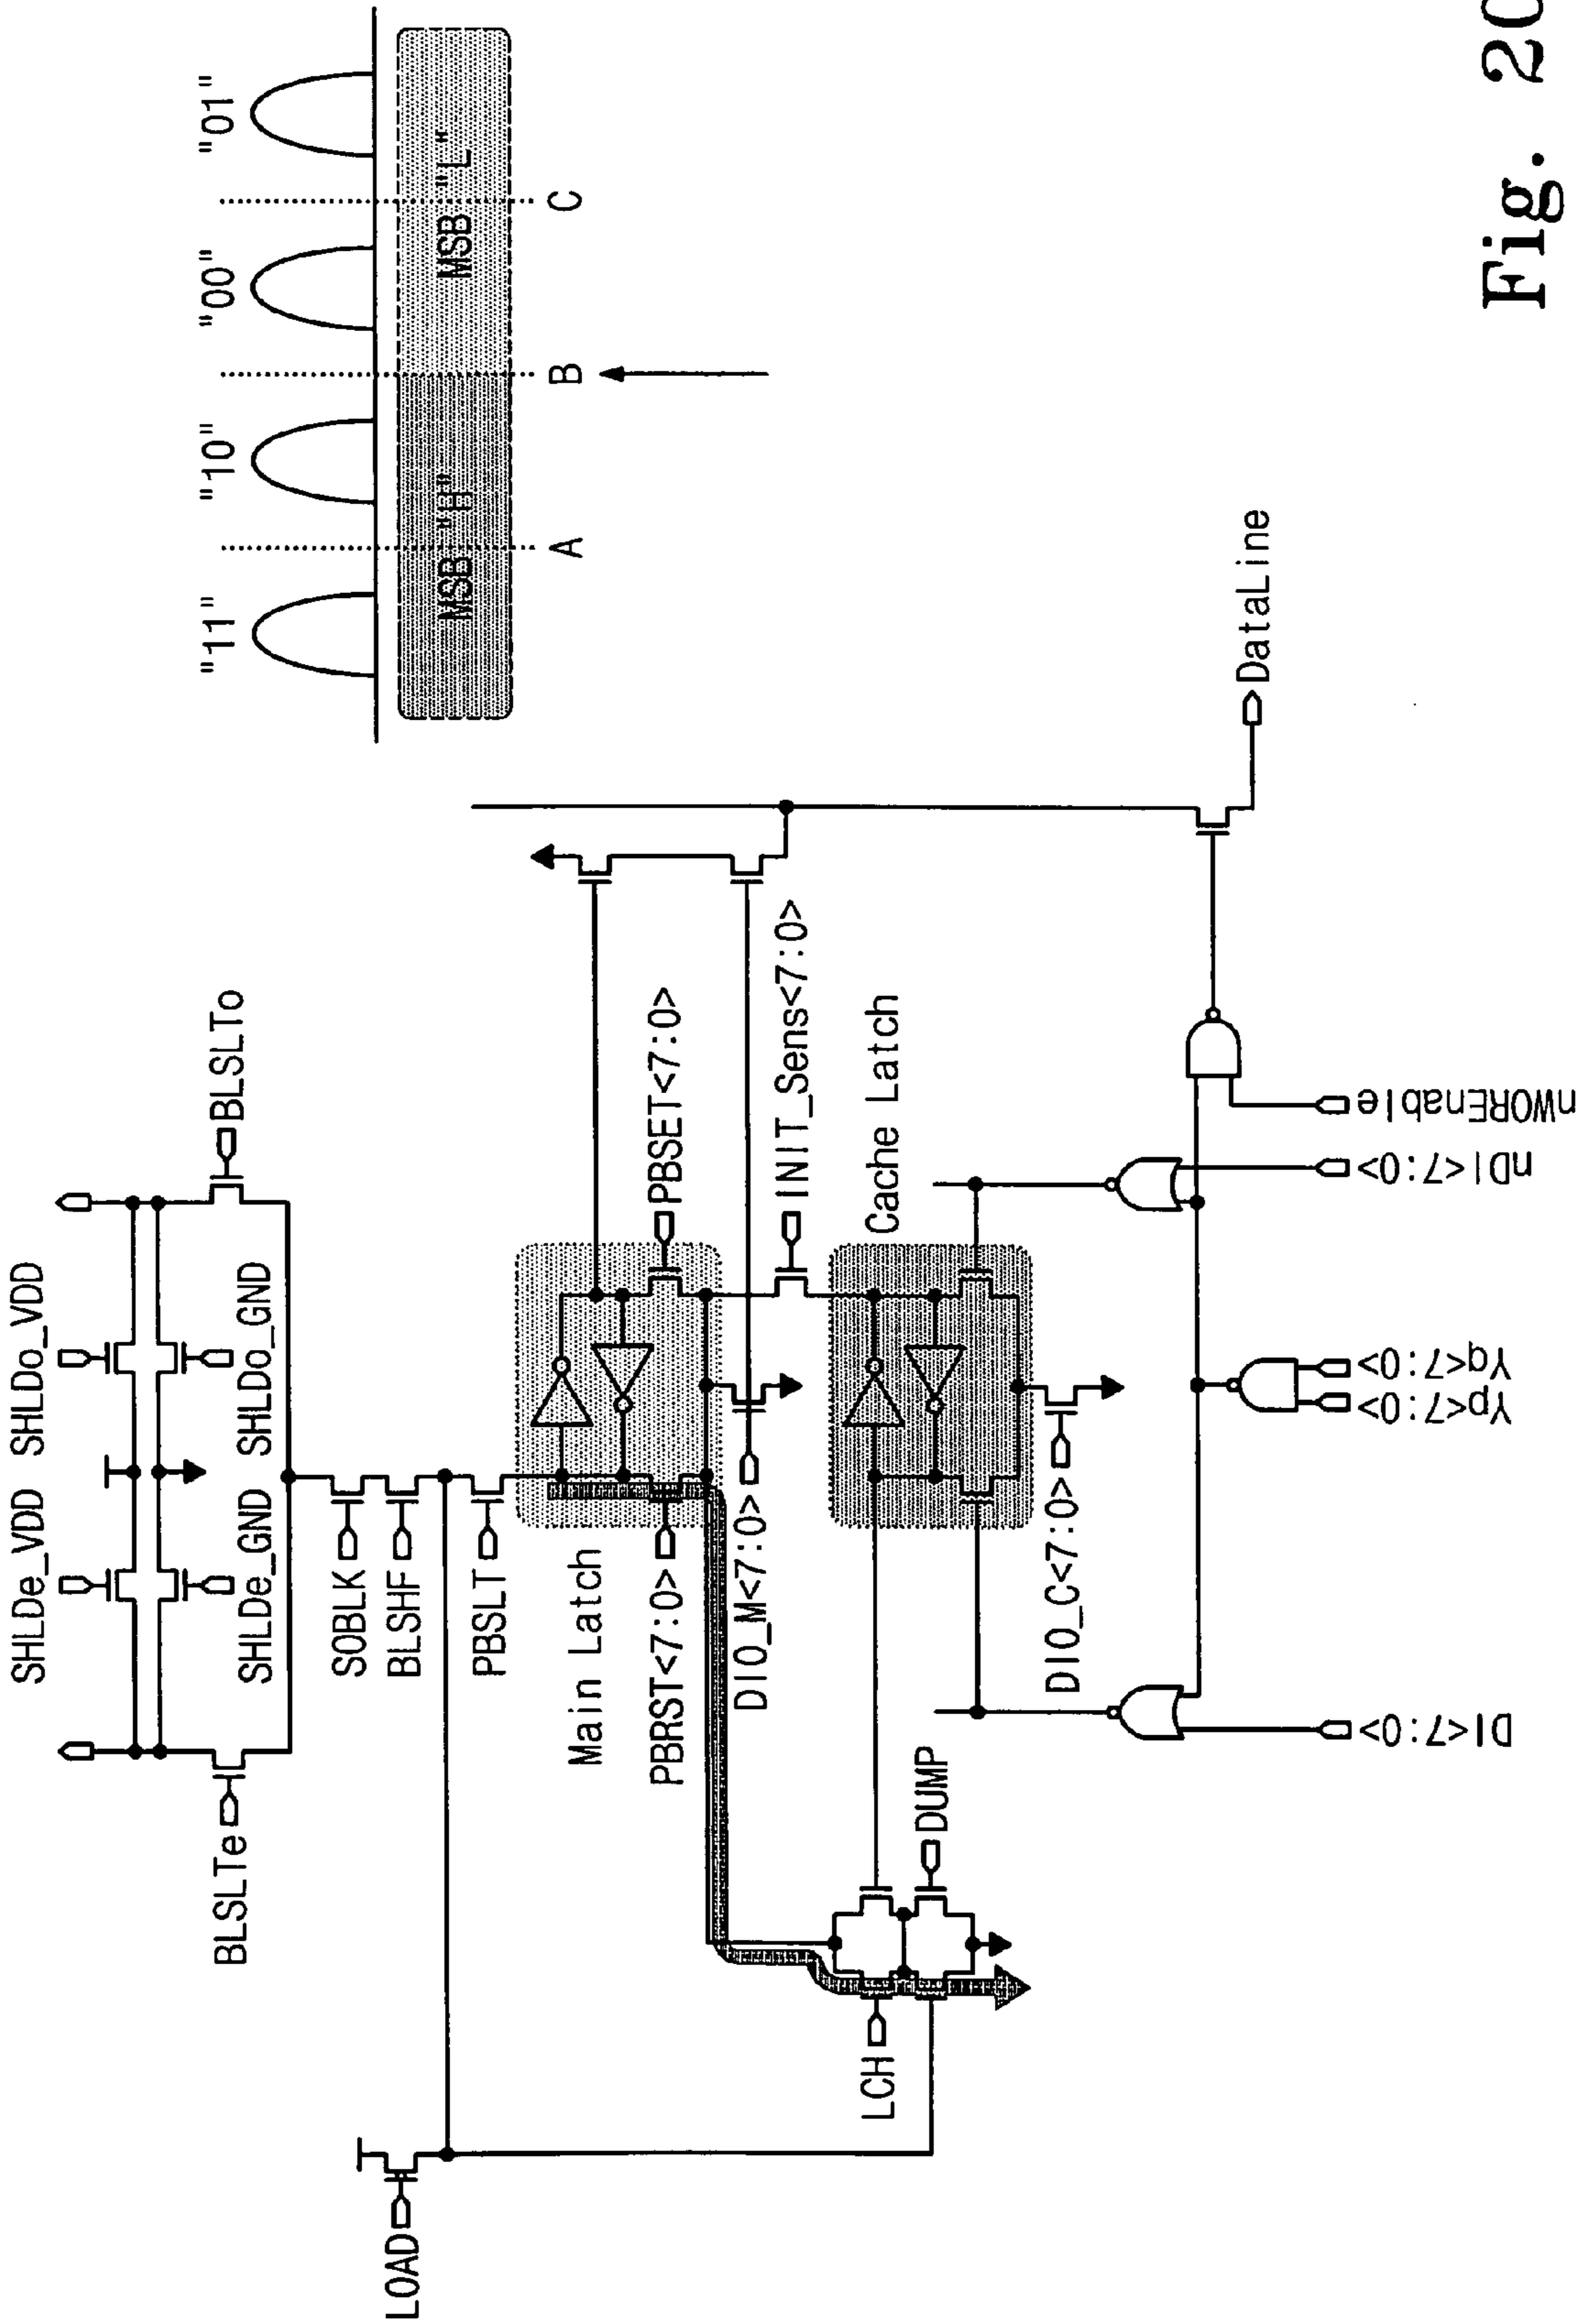 Fig. 20
"11"
"10"
"00"
"01"
MSB "H"
MSB "L"
A
B
C
SHLDe_VDD
SHLDo_VDD
SHLDe_GND
SHLDo_GND
BLSLTe
BLSLTo
SOBLK
BLSHF
PBSLT
LOAD
Main Latch
PBRST<7:0>
PBSET<7:0>
DIO_M<7:0>
INIT_Sens<7:0>
Cache Latch
LCH
DUMP
DIO_C<7:0>
DI<7:0>
Yp<7:0>
Yq<7:0>
nDI<7:0>
nWOREnable
DataLine